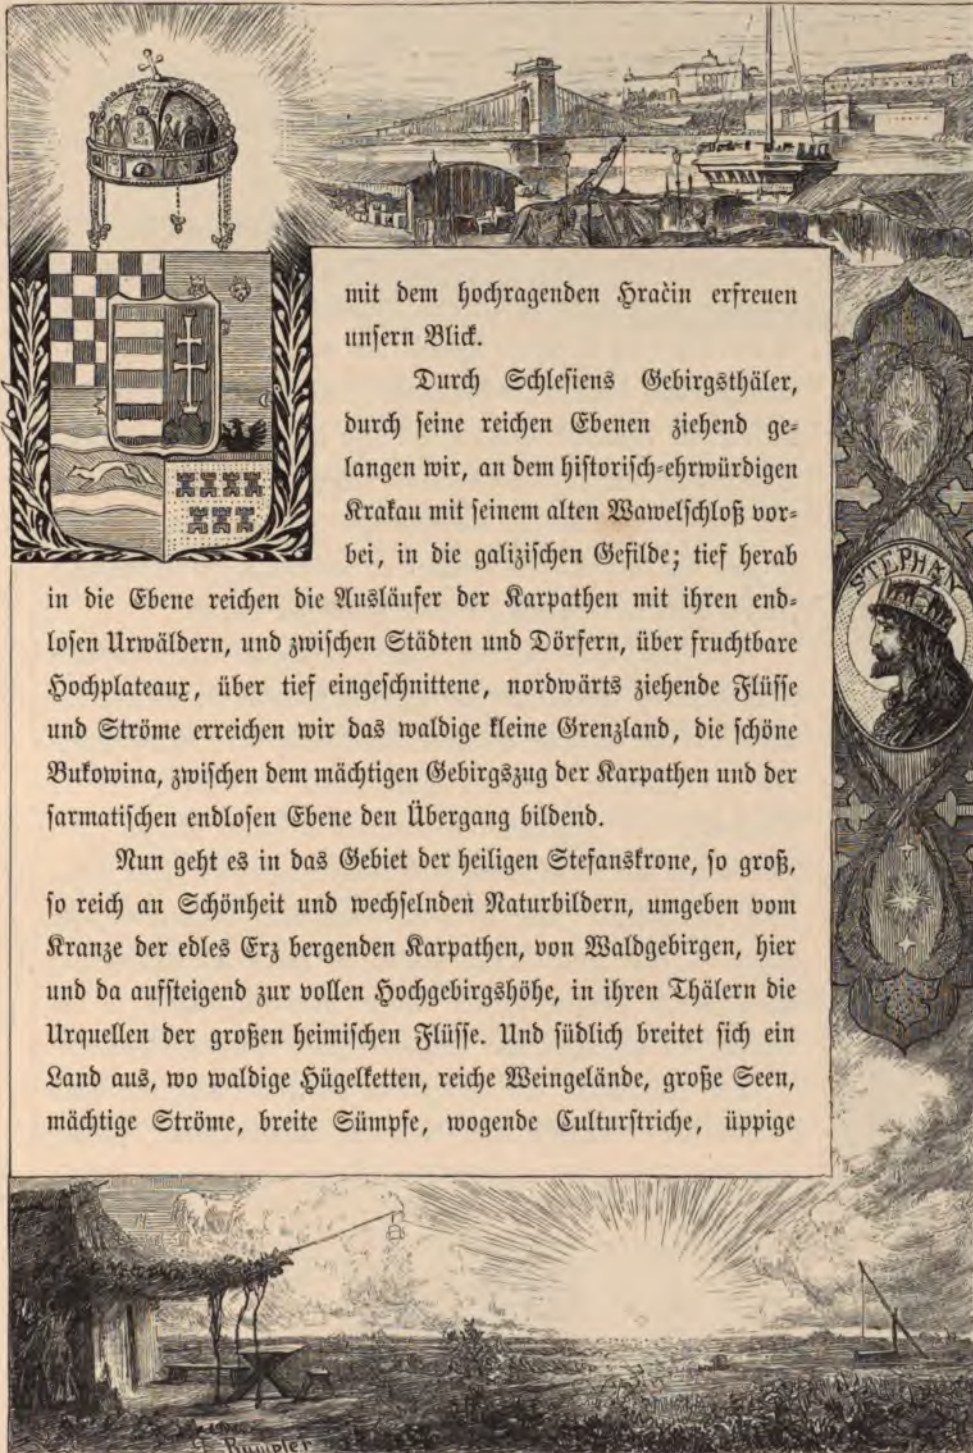 mit dem hochragenden Hračin erfreuen
unsern Blick.
Durch Schlesiens Gebirgsthäler,
durch seine reichen Ebenen ziehend ge-
langen wir, an dem historisch-ehrwürdigen
Krakau mit seinem alten Wawelschloß vor-
bei, in die galizischen Gefilde; tief herab
in die Ebene reichen die Ausläufer der Karpathen mit ihren end-
losen Urwäldern, und zwischen Städten und Dörfern, über fruchtbare
Hochplateaux, über tief eingeschnittene, nordwärts ziehende Flüsse
und Ströme erreichen wir das waldige kleine Grenzland, die schöne
Bukowina, zwischen dem mächtigen Gebirgszug der Karpathen und der
sarmatischen endlosen Ebene den Übergang bildend.
Nun geht es in das Gebiet der heiligen Stefanskrone, so groß,
so reich an Schönheit und wechselnden Naturbildern, umgeben vom
Kranze der edles Erz bergenden Karpathen, von Waldgebirgen, hier
und da aufsteigend zur vollen Hochgebirgshöhe, in ihren Thälern die
Urquellen der großen heimischen Flüsse. Und südlich breitet sich ein
Land aus, wo waldige Hügelketten, reiche Weingelände, große Seen,
mächtige Ströme, breite Sümpfe, wogende Culturstriche, üppige
STEPHAN
Rumpler